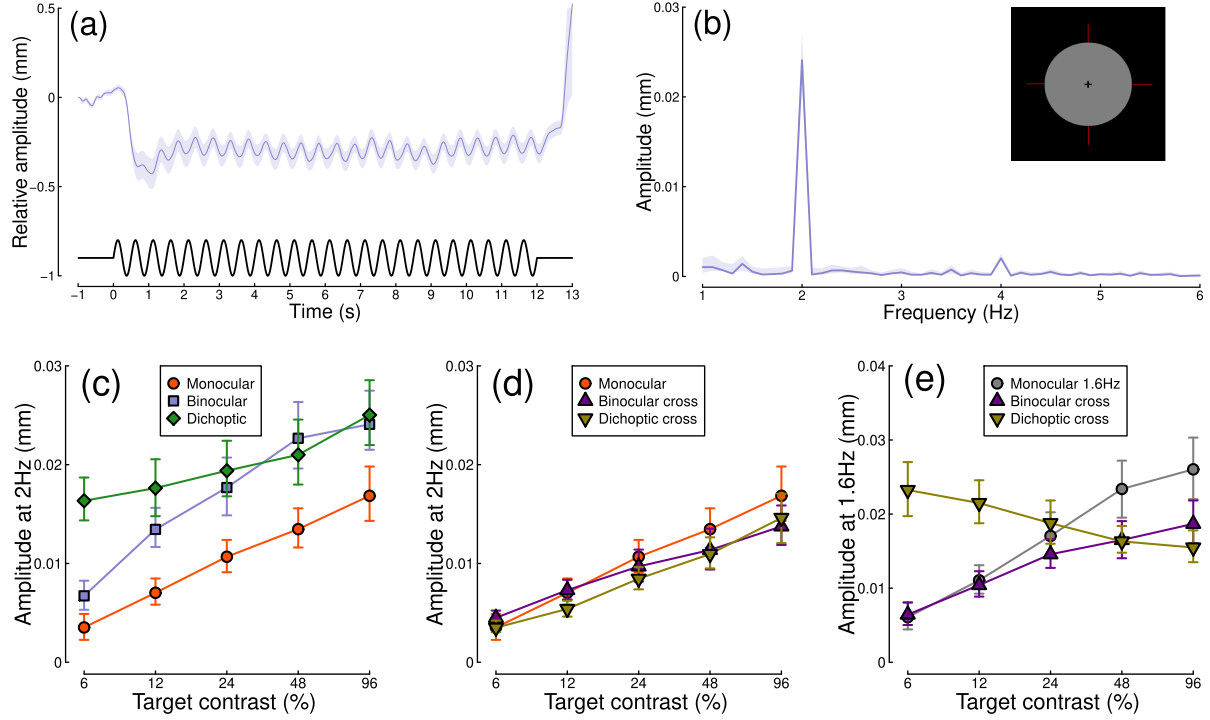 (a)
Relative amplitude (mm)
0.5
0
−0.5
−1
−1 0 1 2 3 4 5 6 7 8 9 10 11 12 13
Time (s)
(b)
Amplitude (mm)
0.03
0.02
0.01
0
1 2 3 4 5 6
Frequency (Hz)
(c)
Monocular
Binocular
Dichoptic
Amplitude at 2Hz (mm)
0.03
0.02
0.01
0
6 12 24 48 96
Target contrast (%)
(d)
Monocular
Binocular cross
Dichoptic cross
Amplitude at 2Hz (mm)
0.03
0.02
0.01
0
6 12 24 48 96
Target contrast (%)
(e)
Monocular 1.6Hz
Binocular cross
Dichoptic cross
Amplitude at 1.6Hz (mm)
0.04
0.03
0.02
0.01
0
6 12 24 48 96
Target contrast (%)